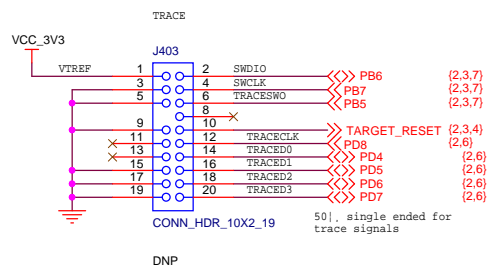 TRACE
VCC_3V3
J403
VTREF 1 2 SWDIO PB6 {2,3,7}
3 4 SWCLK PB7 {2,3,7}
5 6 TRACESWO PB5 {2,3,7}
8
9 10 TARGET_RESET {2,3,4}
11 12 TRACECLK PD8 {2,6}
13 14 TRACED0 PD4 {2,6}
15 16 TRACED1 PD5 {2,6}
17 18 TRACED2 PD6 {2,6}
19 20 TRACED3 PD7 {2,6}
CONN_HDR_10X2_19
50¦, single ended for
trace signals
DNP